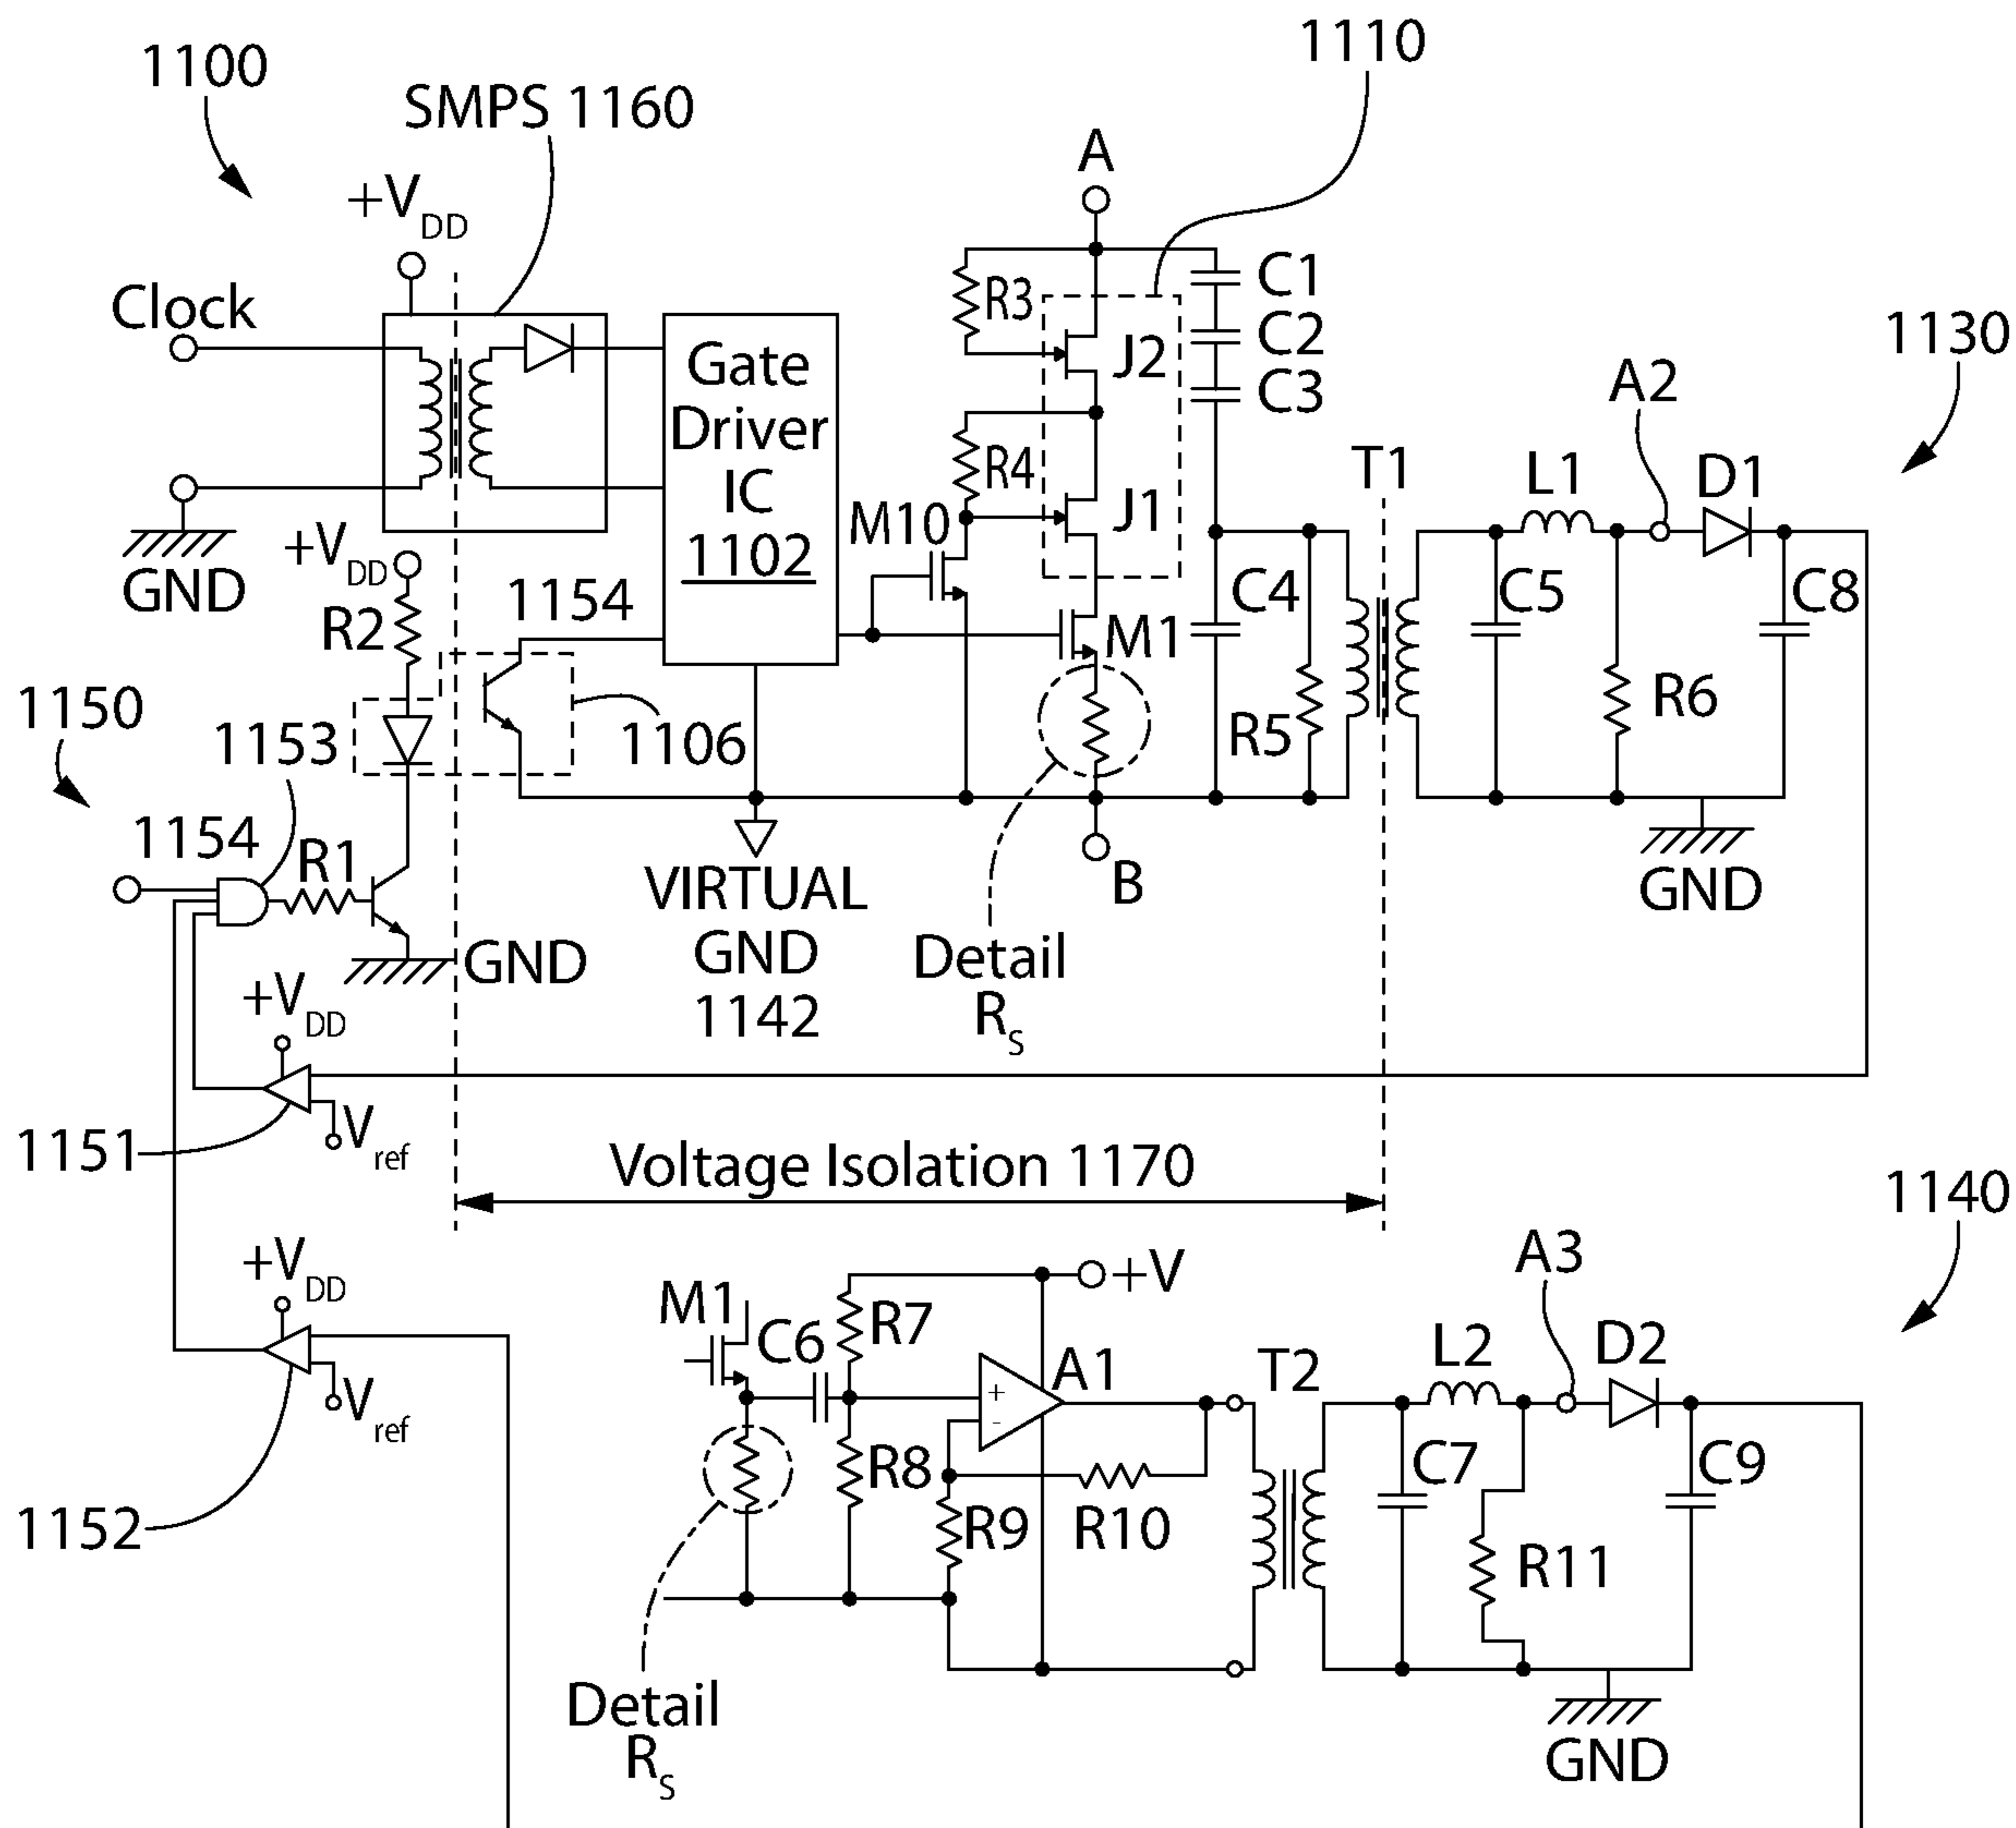 1100
SMPS 1160
1110
+VDD
A
Clock
R3
C1
C2
C3
J2
1130
Gate
Driver
IC
1102
A2
R4
J1
T1
L1
D1
M10
GND
+VDD
R2
1154
C4
C5
C8
M1
R5
R6
1150
1153
1106
1154
R1
VIRTUAL
GND
1142
B
GND
GND
Detail
RS
+VDD
Vref
1151
Voltage Isolation 1170
1140
+VDD
Vref
1152
M1
C6
R7
+V
A1
+
-
A3
T2
L2
D2
R8
R9
R10
C7
C9
R11
Detail
RS
GND